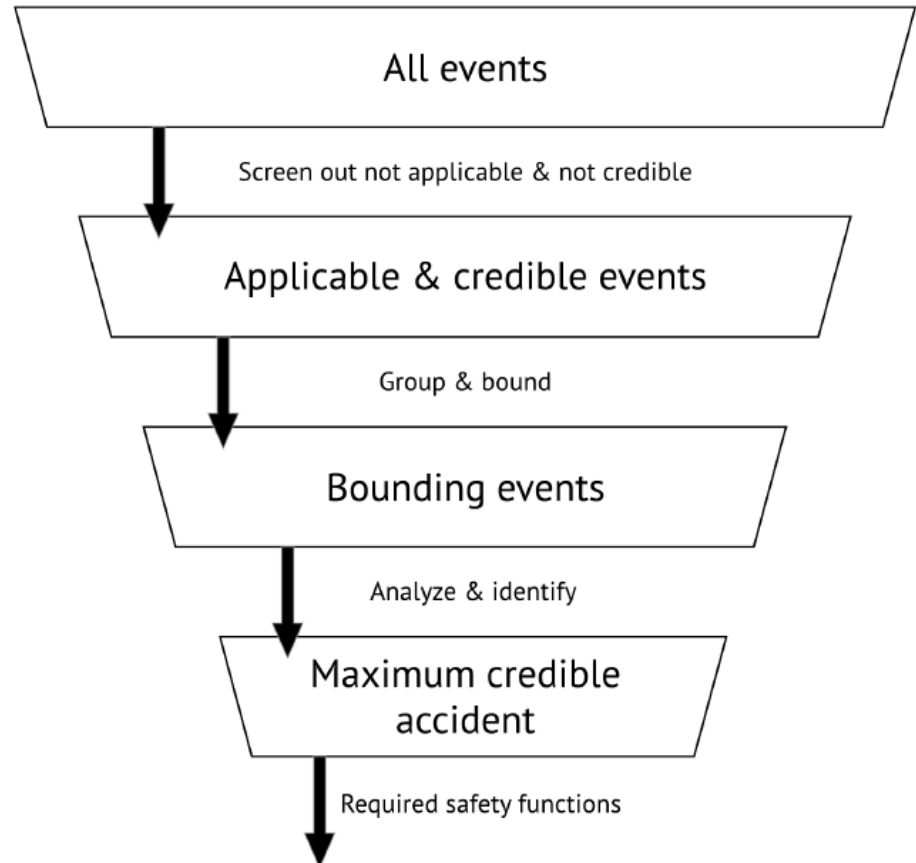 All events
Screen out not applicable & not credible
Applicable & credible events
Group & bound
Bounding events
Analyze & identify
Maximum credible
accident
Required safety functions